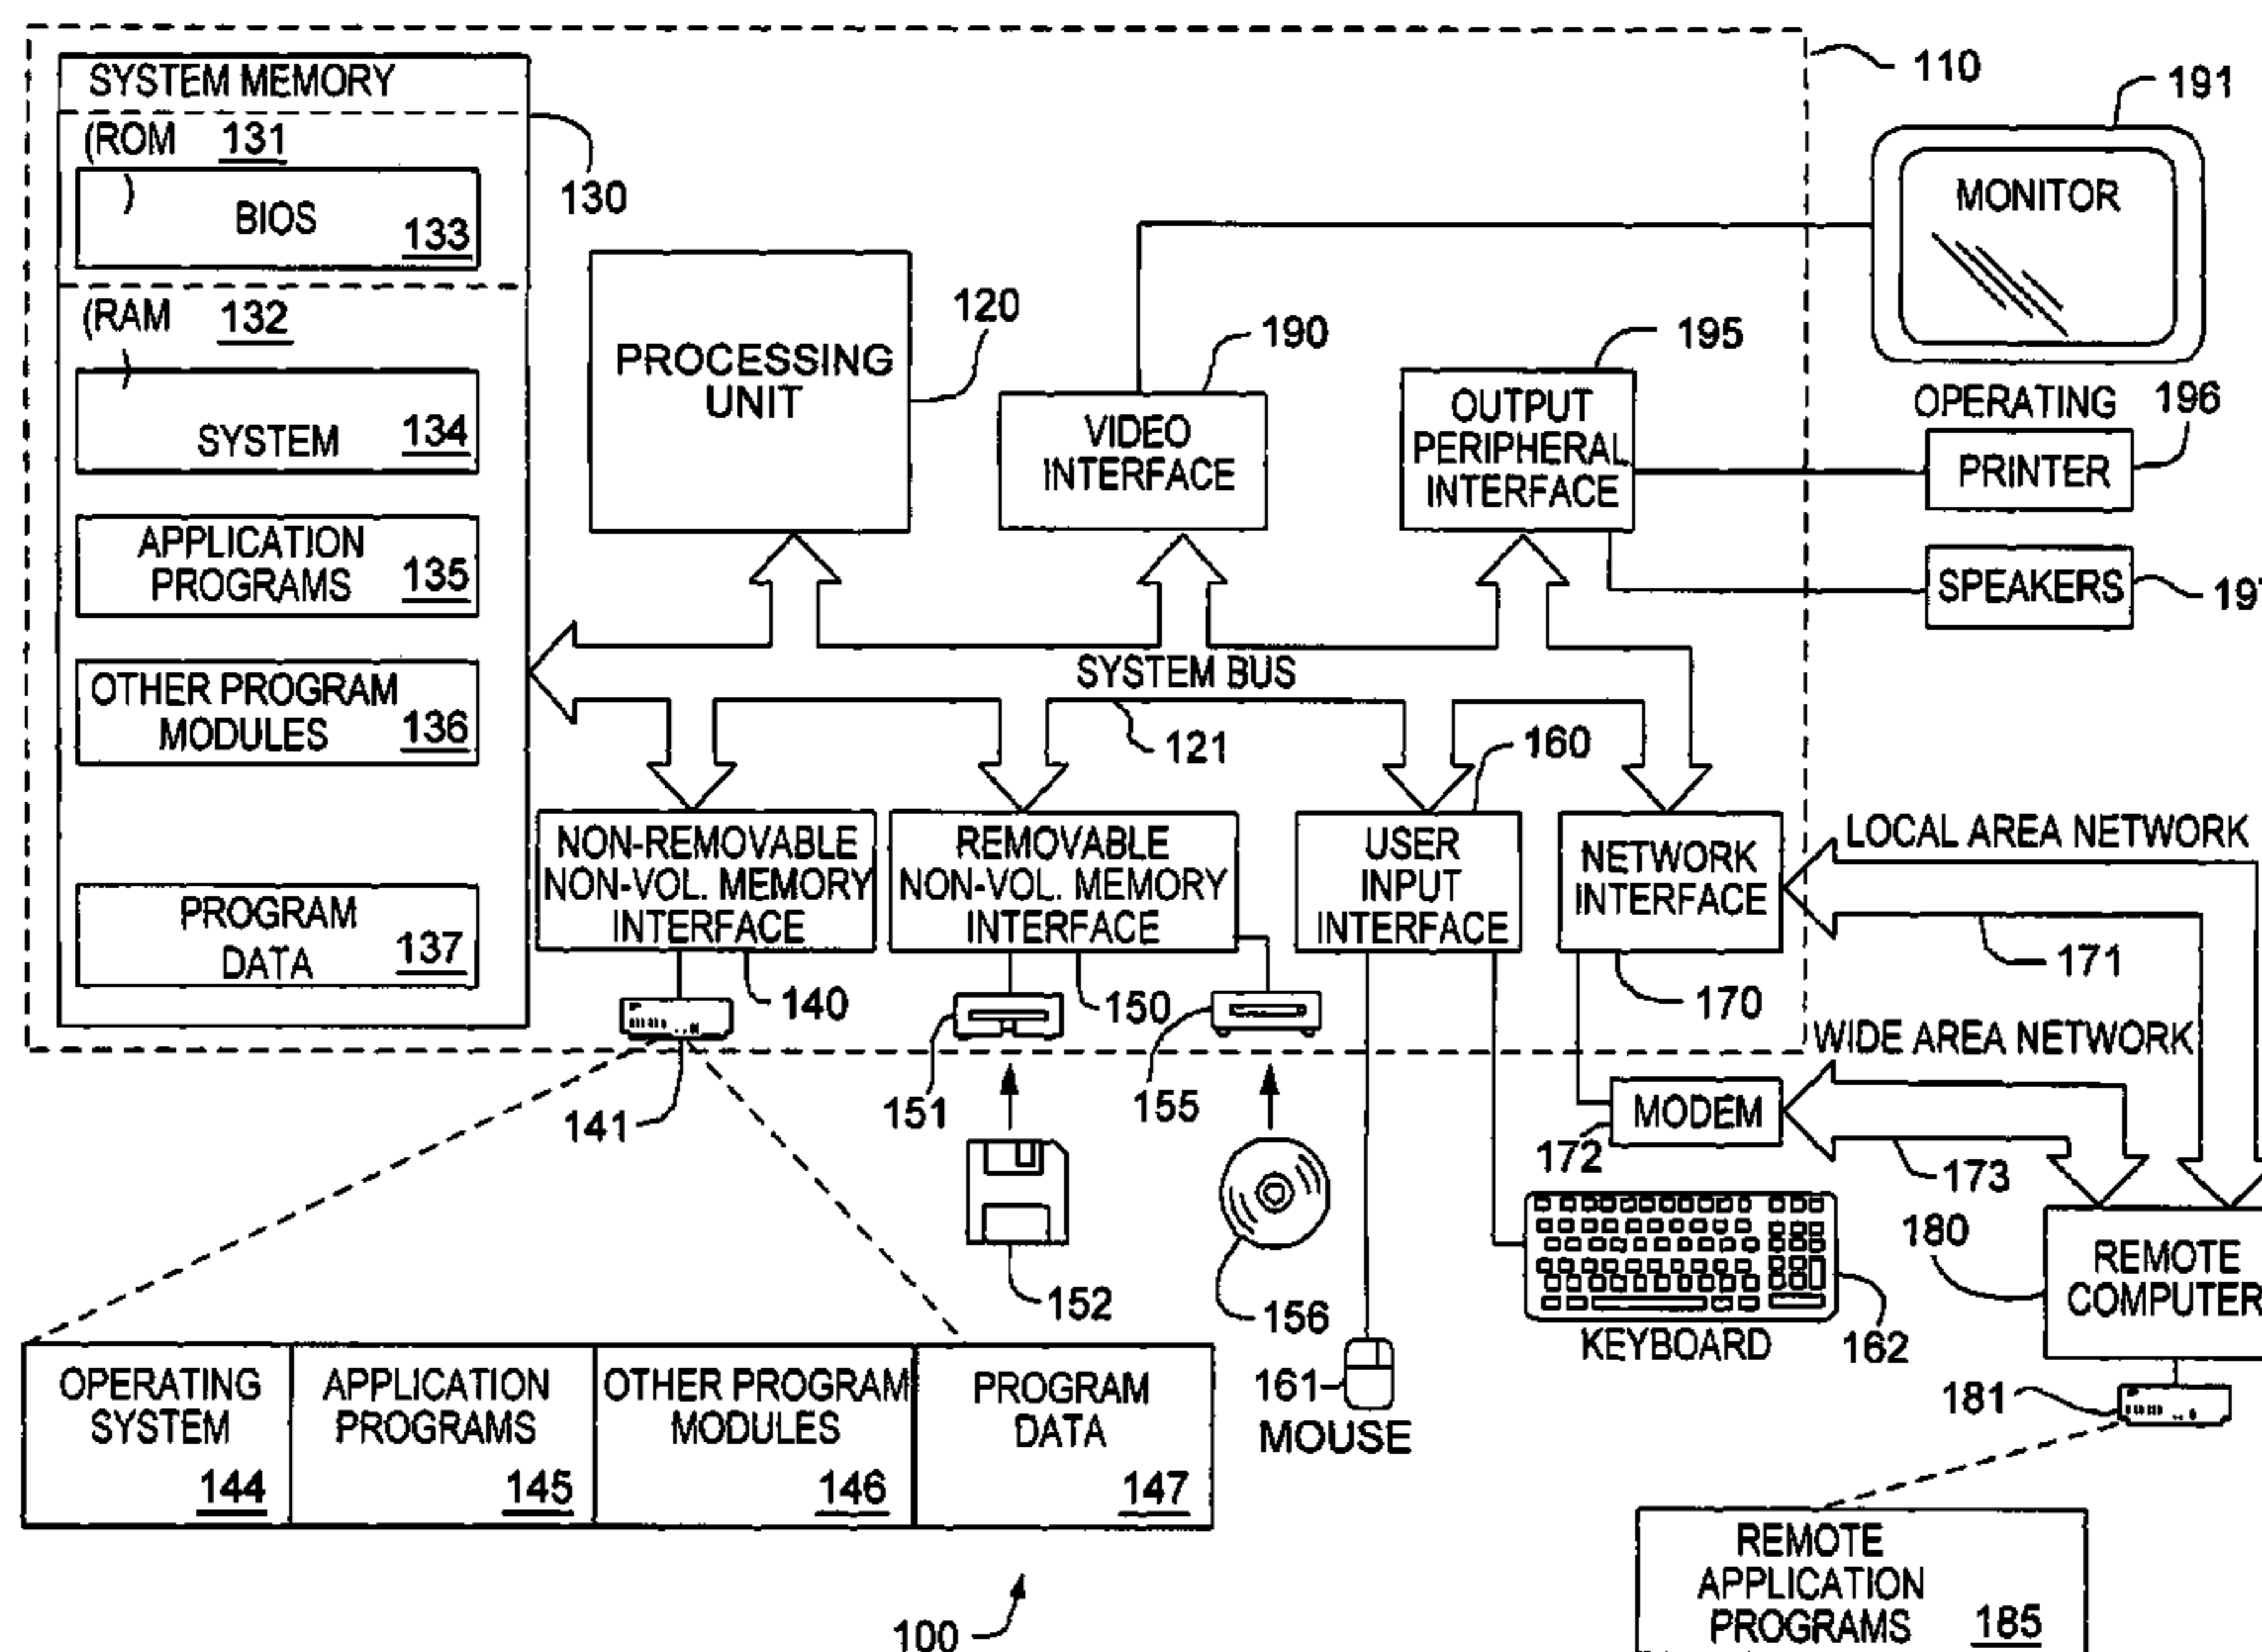 110
191
SYSTEM MEMORY
(ROM 131
)
BIOS 133
130
MONITOR
(RAM 132
)
SYSTEM 134
APPLICATION
PROGRAMS 135
OTHER PROGRAM
MODULES 136
PROGRAM
DATA 137
PROCESSING
UNIT
120
190
VIDEO
INTERFACE
195
OUTPUT
PERIPHERAL
INTERFACE
OPERATING 196
PRINTER
SPEAKERS
SYSTEM BUS
121
160
NON-REMOVABLE
NON-VOL. MEMORY
INTERFACE
REMOVABLE
NON-VOL. MEMORY
INTERFACE
USER
INPUT
INTERFACE
NETWORK
INTERFACE
LOCAL AREA NETWORK
171
140
150
170
151
155
WIDE AREA NETWORK
141
MODEM
172
173
152
156
180
REMOTE
COMPUTER
KEYBOARD
162
161
MOUSE
181
OPERATING
SYSTEM
144
APPLICATION
PROGRAMS
145
OTHER PROGRAM
MODULES
146
PROGRAM
DATA
147
REMOTE
APPLICATION
PROGRAMS 185
100